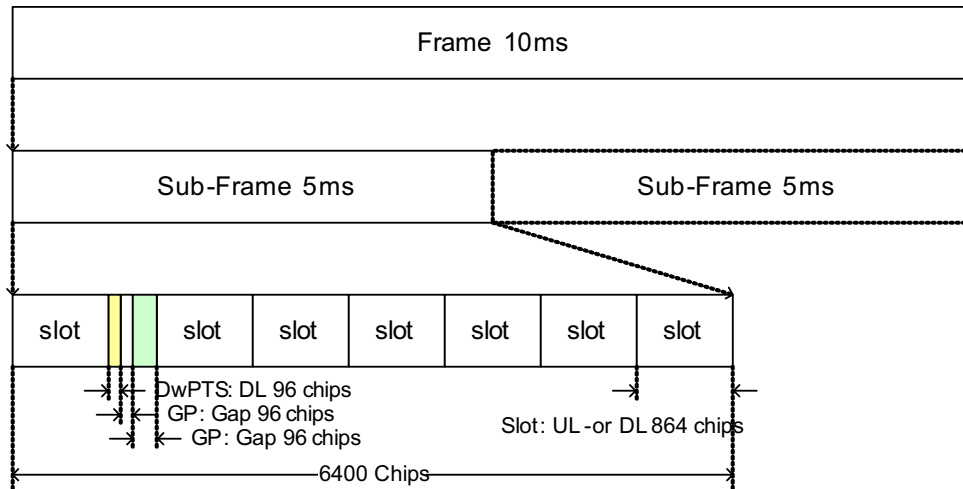 Frame 10ms
Sub-Frame 5ms
Sub-Frame 5ms
slot
slot
slot
slot
slot
slot
slot
DwPTS: DL 96 chips
GP: Gap 96 chips
GP: Gap 96 chips
Slot: UL-or DL 864 chips
6400 Chips